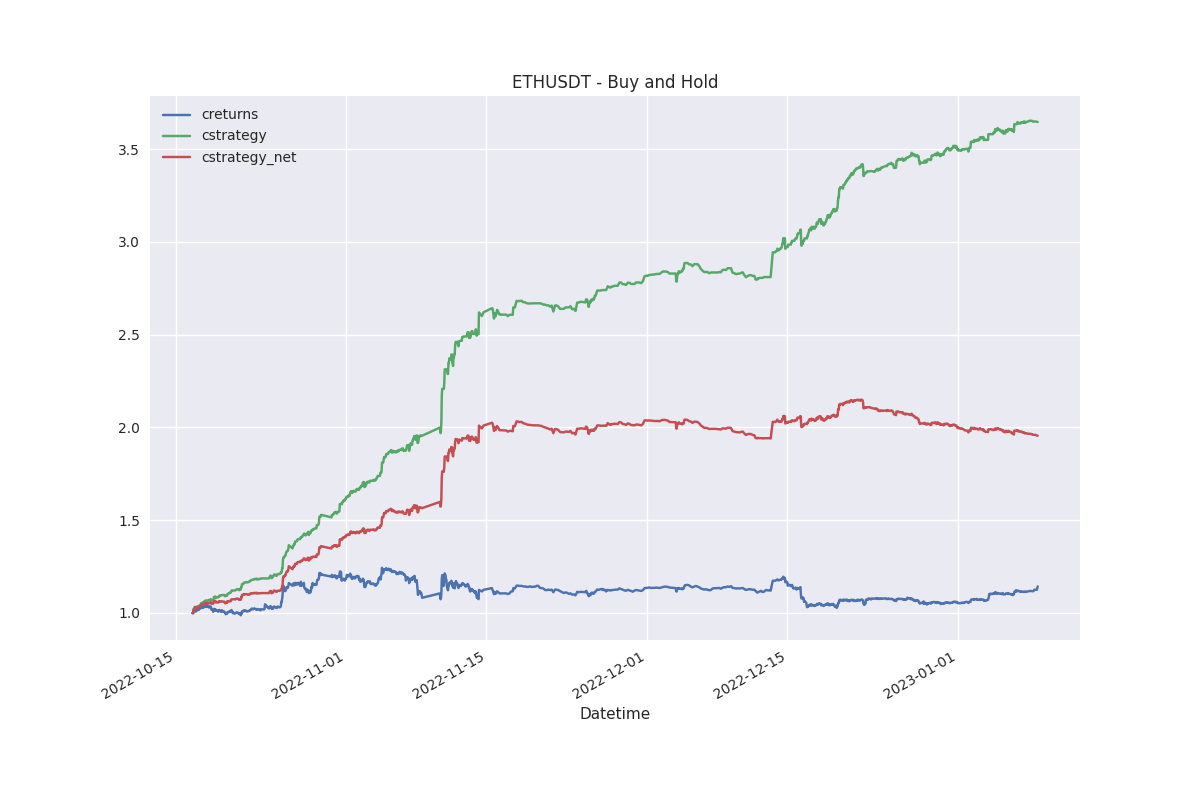 ETHUSDT - Buy and Hold
creturns
cstrategy
cstrategy_net
3.5
3.0
2.5
2.0
1.5
1.0
2022-10-15
2022-11-01
2022-11-15
2022-12-01
2022-12-15
2023-01-01
Datetime